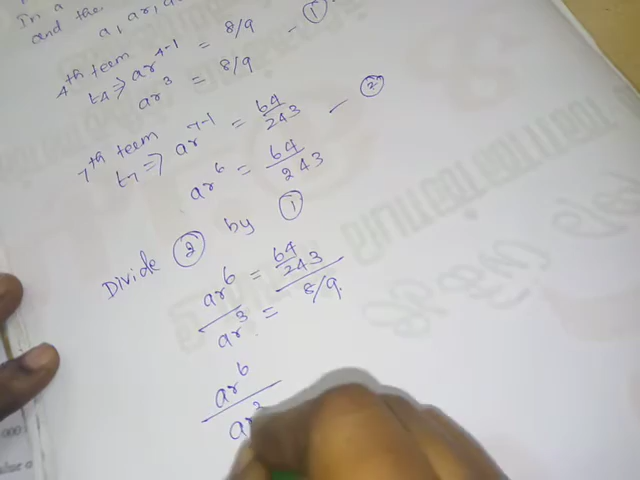 In a
and the
a, ar, a
4th term
t4 ⇒ ar^4-1 = 8/9
ar^3 = 8/9 - ①
7th term
t7 ⇒ ar^7-1 = 64/243 - ②
ar^6 = 64/243
Divide ② by ①
ar^6/ar^3 = 64/243 / 8/9
ar^6